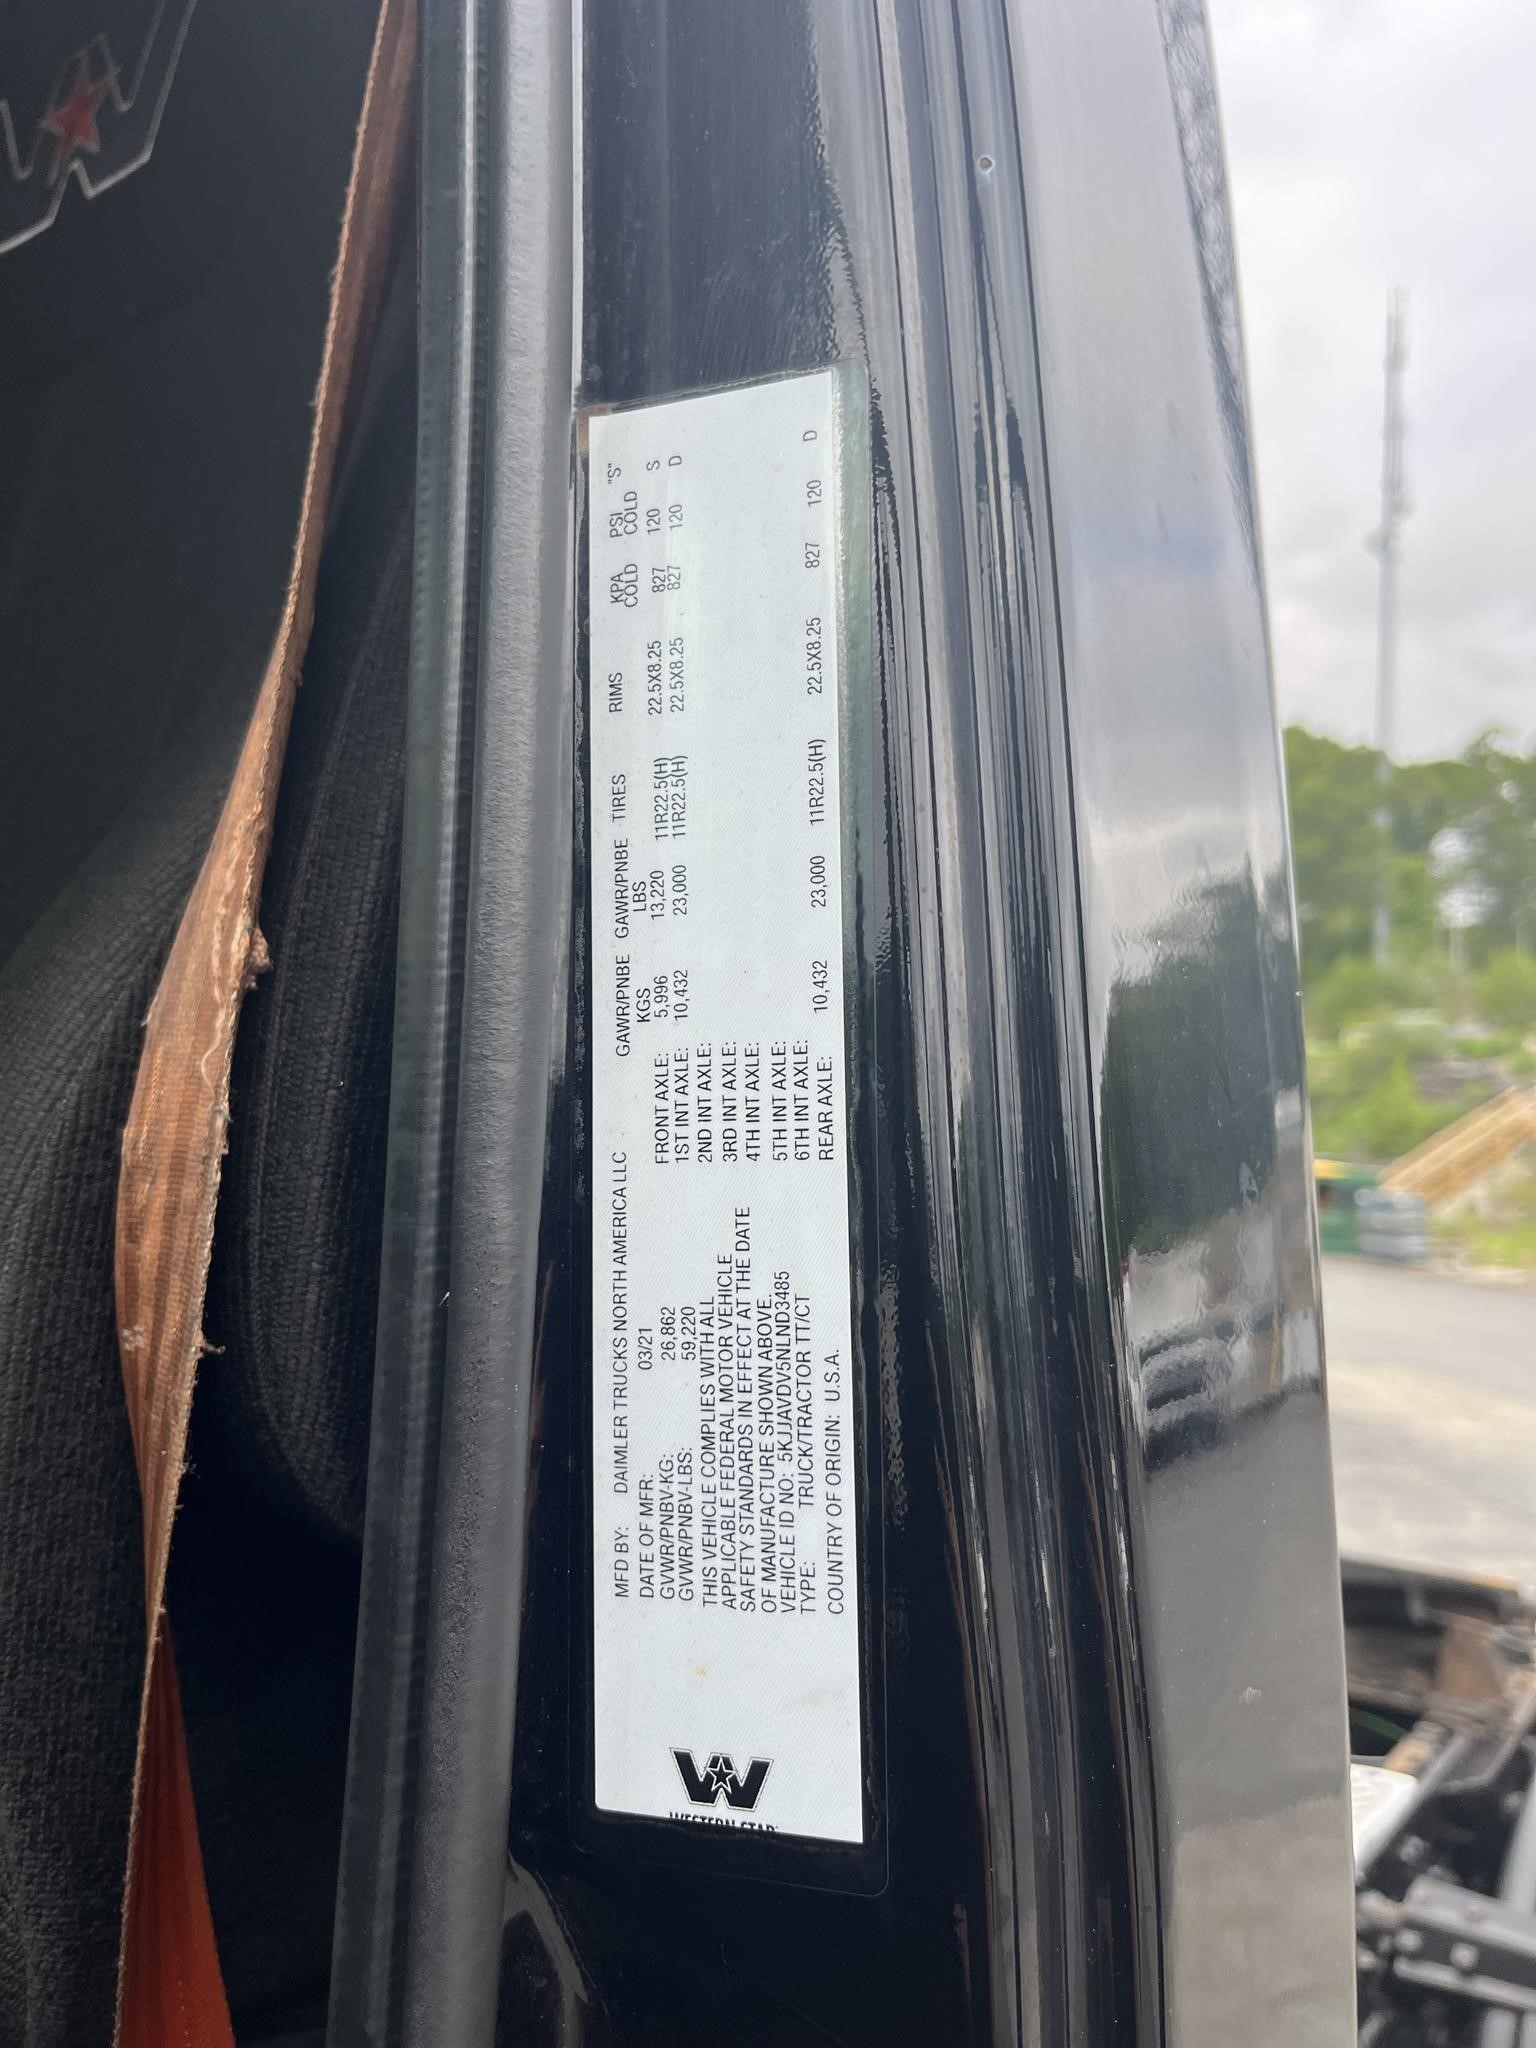 MFD BY: DAIMLER TRUCKS NORTH AMERICA LLC
DATE OF MFR: 03/21
GVWR/PNBV-KG: 26,862
GVWR/PNBV-LBS: 59,220
THIS VEHICLE COMPLIES WITH ALL
APPLICABLE FEDERAL MOTOR VEHICLE
SAFETY STANDARDS IN EFFECT AT THE DATE
OF MANUFACTURE SHOWN ABOVE.
VEHICLE ID NO: 5KJJAVDV5NLND3485
TYPE: TRUCK/TRACTOR TT/CT
COUNTRY OF ORIGIN: U.S.A.
GAWR/PNBE GAWR/PNBE TIRES RIMS KPA PSI "S"
KGS LBS COLD COLD
FRONT AXLE: 5,996 13,220 11R22.5(H) 22.5X8.25 827 120 S
1ST INT AXLE: 10,432 23,000 11R22.5(H) 22.5X8.25 827 120 D
2ND INT AXLE:
3RD INT AXLE:
4TH INT AXLE:
5TH INT AXLE:
6TH INT AXLE:
REAR AXLE: 10,432 23,000 11R22.5(H) 22.5X8.25 827 120 D
WESTERN STAR